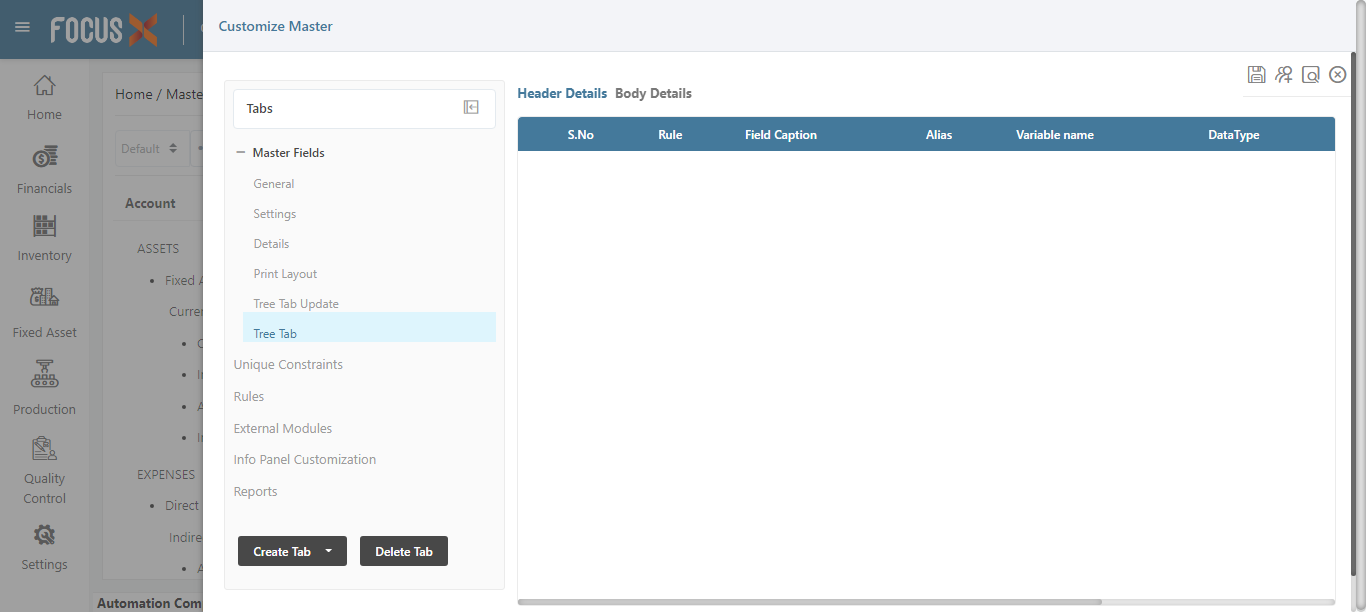 FOCUS X
Customize Master
Home
Financials
Inventory
Fixed Asset
Production
Quality
Control
Settings
Home / Maste
Default
Account
ASSETS
Fixed A
Curre
EXPENSES
Direct
Indire
Automation Com
Tabs
Master Fields
General
Settings
Details
Print Layout
Tree Tab Update
Tree Tab
Unique Constraints
Rules
External Modules
Info Panel Customization
Reports
Create Tab
Delete Tab
Header Details Body Details
S.No Rule Field Caption Alias Variable name DataType